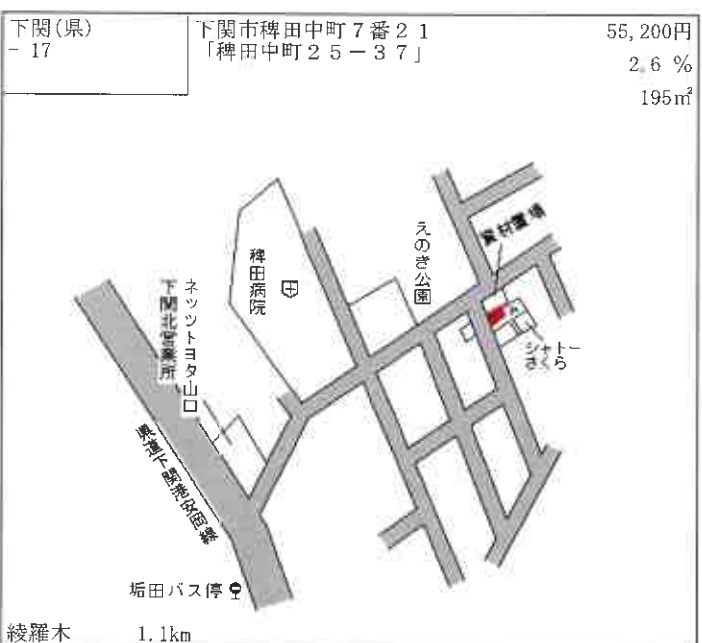 下関(県)
- 17
下関市稗田中町7番21
「稗田中町25-37」
55,200円
2.6 %
195㎡
えのき公園
資材置場
稗田病院
ネッツトヨタ山口
下関北営業所
シャトー
さくら
県道下関港安岡線
垢田バス停
綾羅木 1.1km